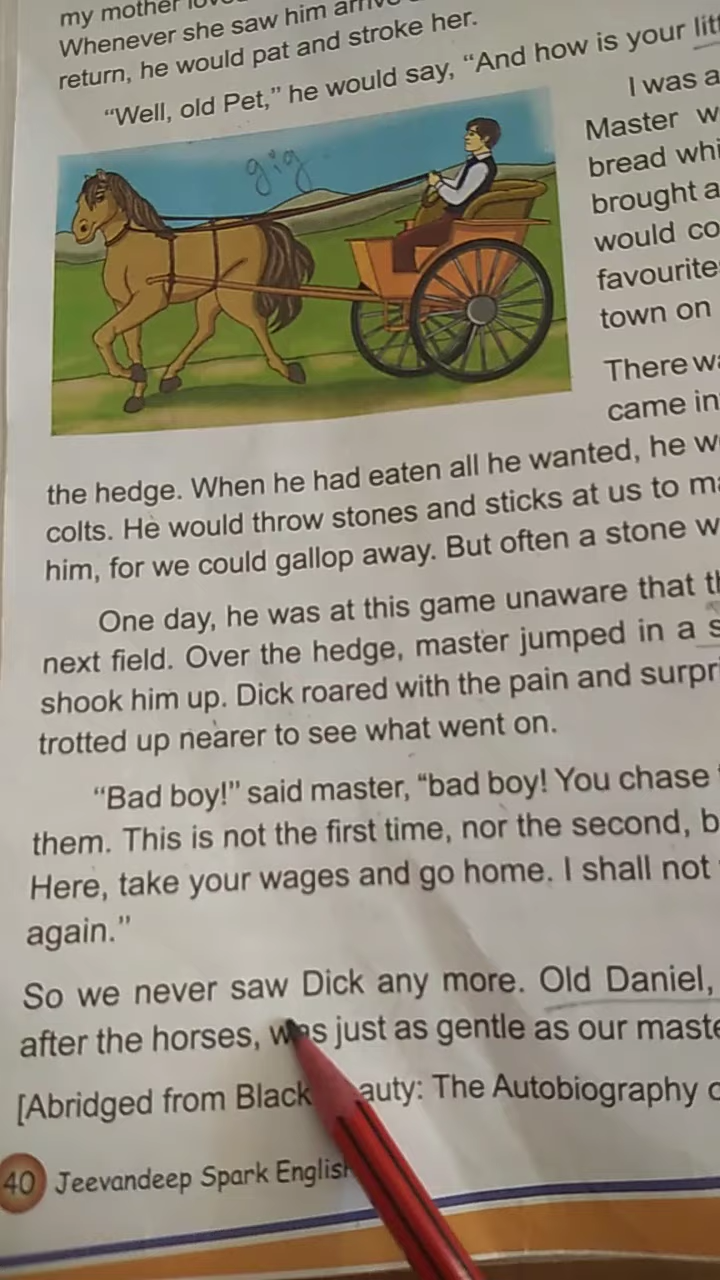 my mother
Whenever she saw him
return, he would pat and stroke her.
"Well, old Pet," he would say, "And how is your
gig
I was a
Master
bread
brought a
would
favourite
town on
There
came in
the hedge. When he had eaten all he wanted, he
colts. He would throw stones and sticks at us to
him, for we could gallop away. But often a stone
One day, he was at this game unaware that
next field. Over the hedge, master jumped in a
shook him up. Dick roared with the pain and
trotted up nearer to see what went on.
"Bad boy!" said master, "bad boy! You chase
them. This is not the first time, nor the second,
Here, take your wages and go home. I shall not
again."
So we never saw Dick any more. Old Daniel,
after the horses, was just as gentle as our
[Abridged from Black The Autobiography
40 Jeevandeep Spark English